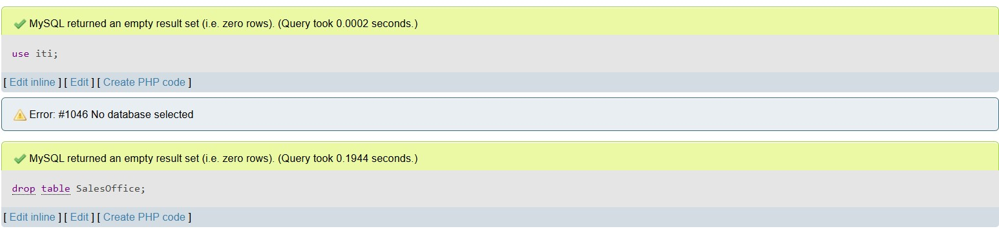 MySQL returned an empty result set (i.e. zero rows). (Query took 0.0002 seconds.)
use iti;
[ Edit inline ] [ Edit ] [ Create PHP code ]
Error: #1046 No database selected
MySQL returned an empty result set (i.e. zero rows). (Query took 0.1944 seconds.)
drop table SalesOffice;
[ Edit inline ] [ Edit ] [ Create PHP code ]